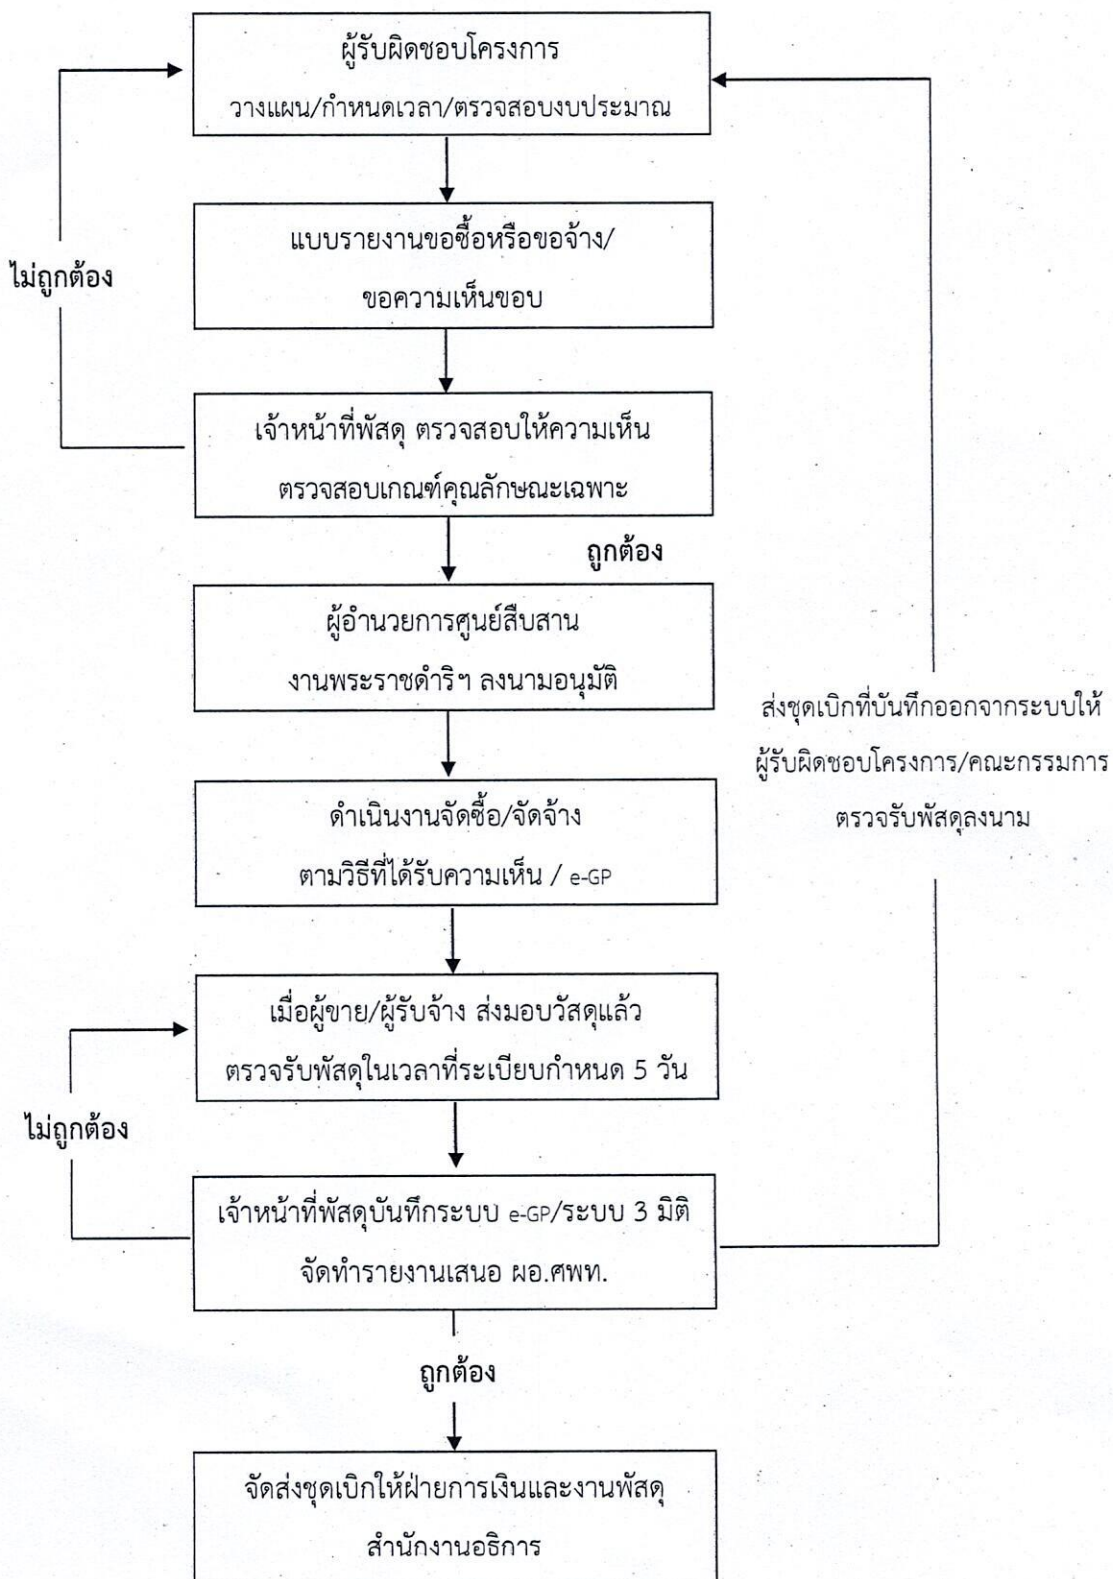 ผู้รับผิดชอบโครงการ
วางแผน/กำหนดเวลา/ตรวจสอบงบประมาณ
แบบรายงานขอซื้อหรือขอจ้าง/
ขอความเห็นขอบ
ไม่ถูกต้อง
เจ้าหน้าที่พัสดุ ตรวจสอบให้ความเห็น
ตรวจสอบเกณฑ์คุณลักษณะเฉพาะ
ถูกต้อง
ผู้อำนวยการศูนย์สืบสาน
งานพระราชดำริฯ ลงนามอนุมัติ
ส่งชุดเบิกที่บันทึกออกจากระบบให้
ผู้รับผิดชอบโครงการ/คณะกรรมการ
ตรวจรับพัสดุลงนาม
ดำเนินงานจัดซื้อ/จัดจ้าง
ตามวิธีที่ได้รับความเห็น / e-GP
เมื่อผู้ขาย/ผู้รับจ้าง ส่งมอบวัสดุแล้ว
ตรวจรับพัสดุในเวลาที่ระเบียบกำหนด 5 วัน
ไม่ถูกต้อง
เจ้าหน้าที่พัสดุบันทึกระบบ e-GP/ระบบ 3 มิติ
จัดทำรายงานเสนอ ผอ.ศพท.
ถูกต้อง
จัดส่งชุดเบิกให้ฝ่ายการเงินและงานพัสดุ
สำนักงานอธิการ